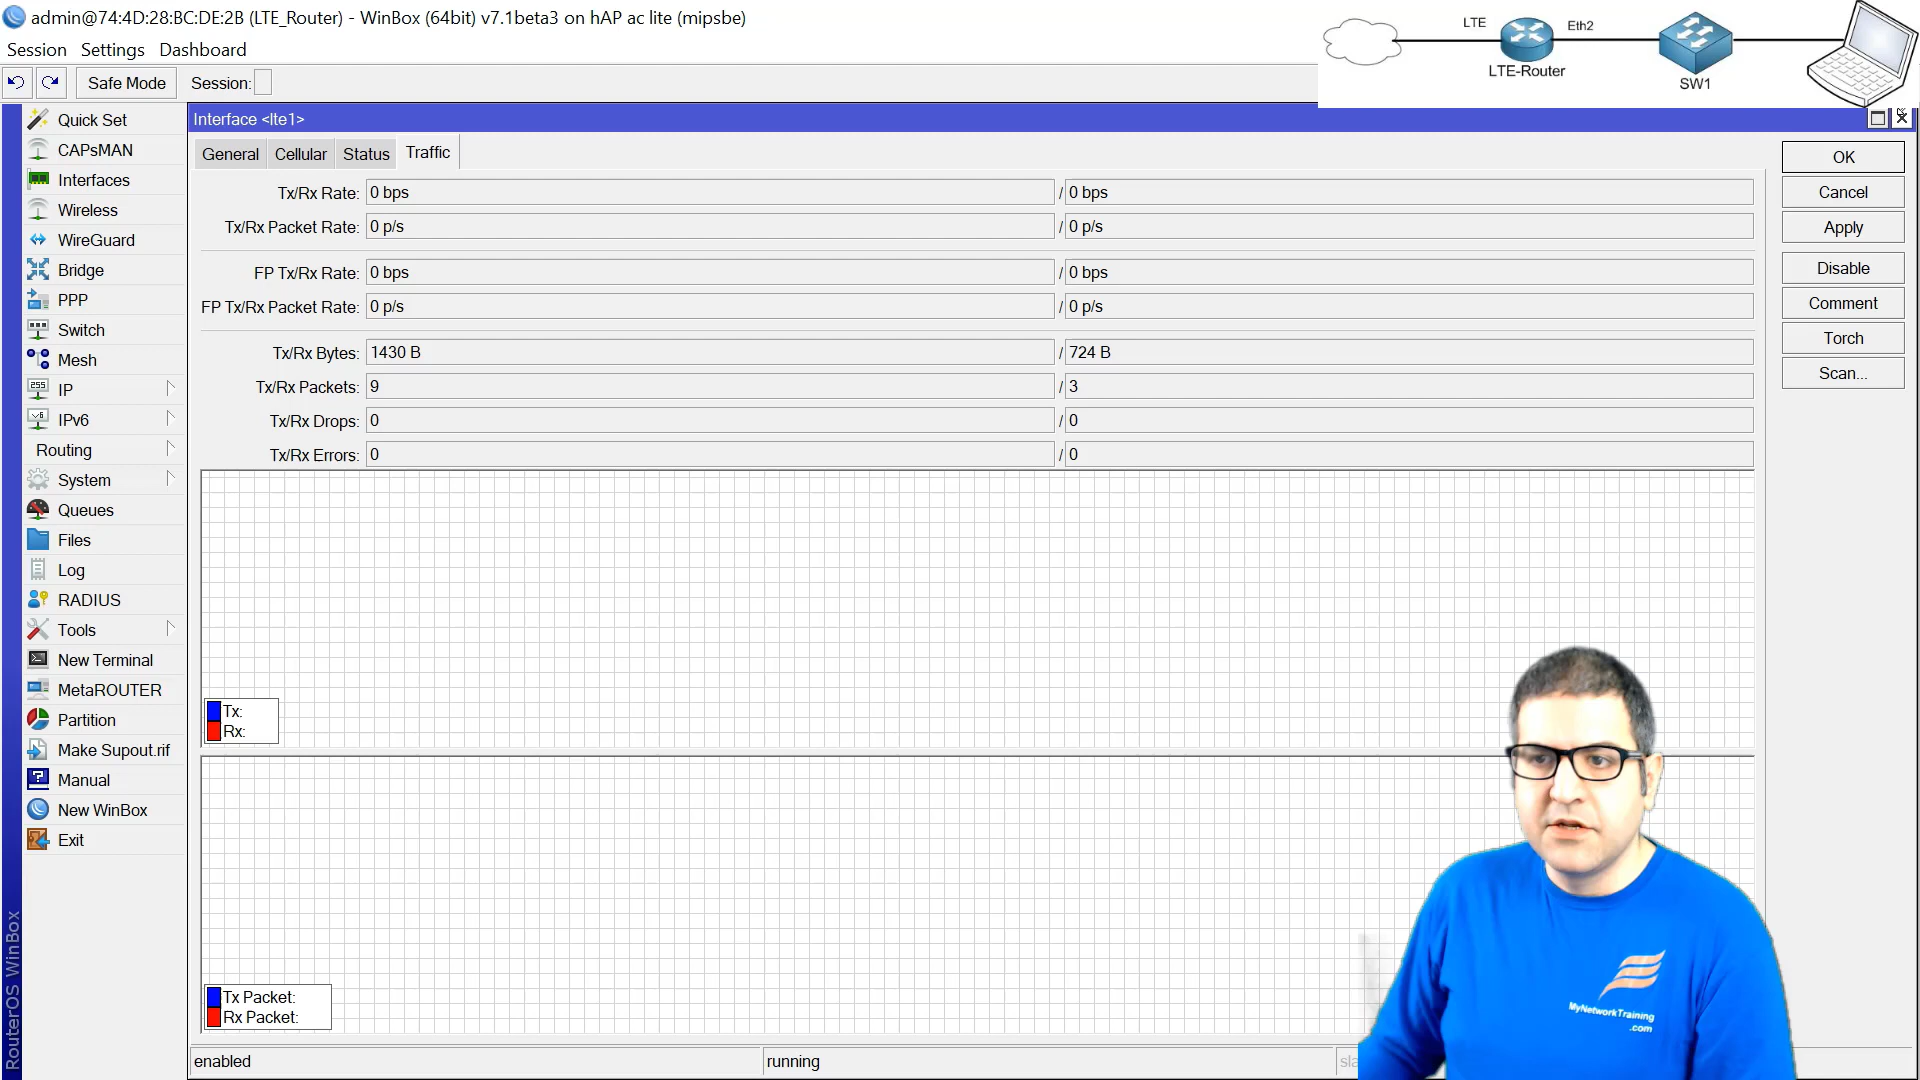 admin@74:4D:28:BC:DE:2B (LTE_Router) - WinBox (64bit) v7.1beta3 on hAP ac lite (mipsbe)
Session Settings Dashboard
Safe Mode Session:
LTE Eth2
LTE-Router
SW1
Quick Set
CAPsMAN
Interfaces
Wireless
WireGuard
Bridge
PPP
Switch
Mesh
IP
IPv6
Routing
System
Queues
Files
Log
RADIUS
Tools
New Terminal
MetaROUTER
Partition
Make Supout.rif
Manual
New WinBox
Exit
RouterOS WinBox
Interface <lte1>
General Cellular Status Traffic
Tx/Rx Rate: 0 bps / 0 bps
Tx/Rx Packet Rate: 0 p/s / 0 p/s
FP Tx/Rx Rate: 0 bps / 0 bps
FP Tx/Rx Packet Rate: 0 p/s / 0 p/s
Tx/Rx Bytes: 1430 B / 724 B
Tx/Rx Packets: 9 / 3
Tx/Rx Drops: 0 / 0
Tx/Rx Errors: 0 / 0
Tx:
Rx:
Tx Packet:
Rx Packet:
enabled running sla
OK
Cancel
Apply
Disable
Comment
Torch
Scan...
MyNetworkTraining
.com